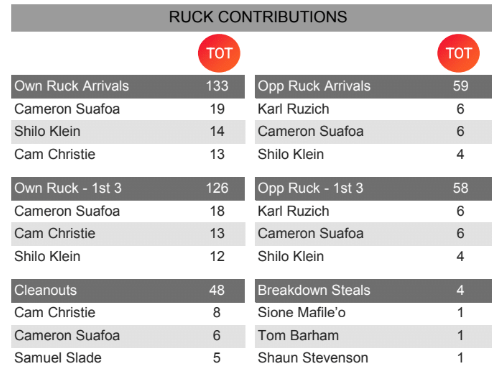 RUCK CONTRIBUTIONS
TOT TOT
Own Ruck Arrivals 133 Opp Ruck Arrivals 59
Cameron Suafoa 19 Karl Ruzich 6
Shilo Klein 14 Cameron Suafoa 6
Cam Christie 13 Shilo Klein 4
Own Ruck - 1st 3 126 Opp Ruck - 1st 3 58
Cameron Suafoa 18 Karl Ruzich 6
Cam Christie 13 Cameron Suafoa 6
Shilo Klein 12 Shilo Klein 4
Cleanouts 48 Breakdown Steals 4
Cam Christie 8 Sione Mafile’o 1
Cameron Suafoa 6 Tom Barham 1
Samuel Slade 5 Shaun Stevenson 1